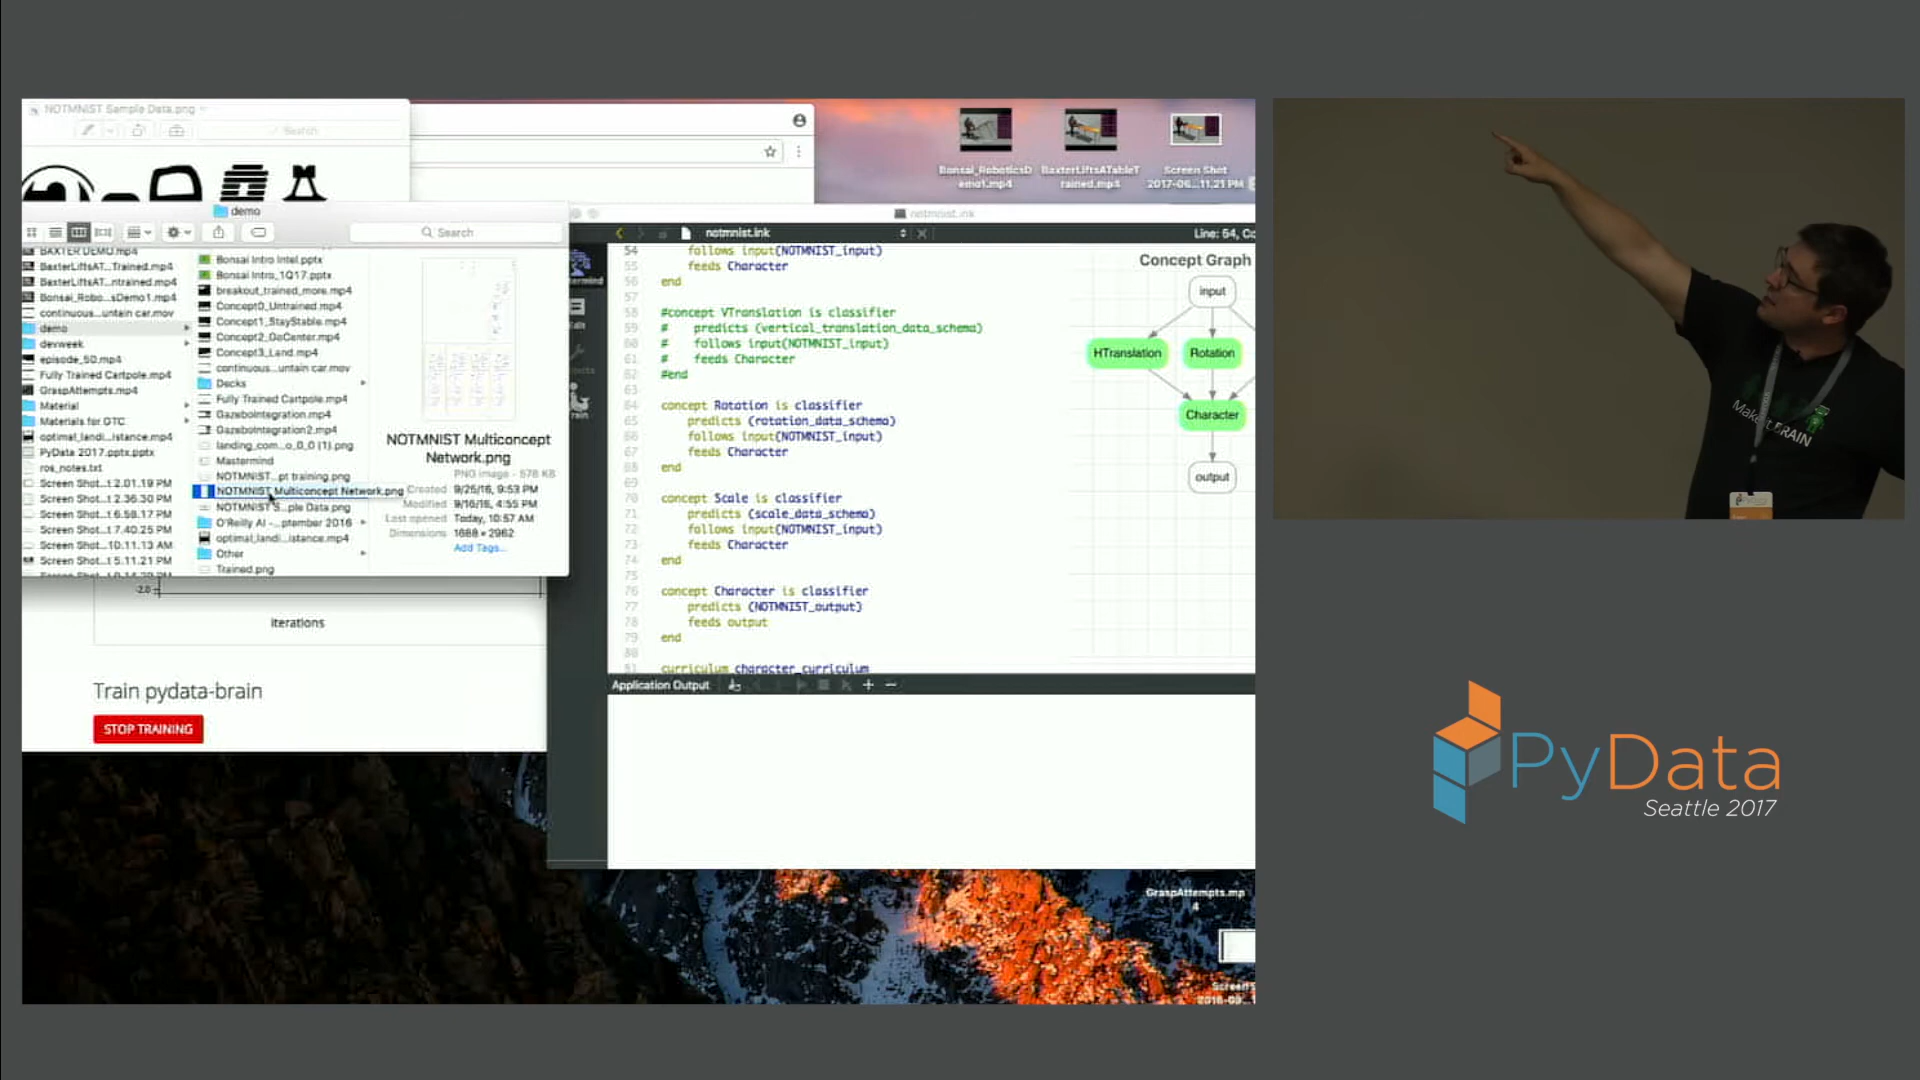 NOTMNIST Sample Data.png
Search
demo
Search
BAXTER DEMO.mp4
BaxterLiftsAT...Trained.mp4
BaxterLiftsAT...ntrained.mp4
Bonsai_Robo...sDemo1.mp4
continuous...untain car.mov
demo
devweek
episode_50.mp4
Fully Trained Cartpole.mp4
GraspAttempts.mp4
Material
Materials for GTC
optimal_landi...istance.mp4
PyData 2017.pptx.pptx
ros_notes.txt
Screen Shot...t 2.01.19 PM
Screen Shot...t 2.36.30 PM
Screen Shot...t 6.58.17 PM
Screen Shot...t 7.40.25 PM
Screen Shot...10.11.13 AM
Screen Shot...t 5.11.21 PM
Bonsai Intro Intel.pptx
Bonsai Intro_1Q17.pptx
breakout_trained_more.mp4
Concept0_Untrained.mp4
Concept1_StayStable.mp4
Concept2_GoCenter.mp4
Concept3_Land.mp4
continuous...untain car.mov
Decks
Fully Trained Cartpole.mp4
GazeboIntegration.mp4
GazeboIntegration2.mp4
landing_com...o_0_0 (1).png
Mastermind
NOTMNIST...pt training.png
NOTMNIST Multiconcept Network.png
NOTMNIST S...ple Data.png
O'Reilly AI -...ptember 2016
optimal_landi...istance.mp4
Other
Trained.png
NOTMNIST Multiconcept
Network.png
PNG image - 578 KB
Created 9/25/16, 9:53 PM
Modified 9/16/16, 4:55 PM
Last opened Today, 10:57 AM
Dimensions 1688 × 2962
Add Tags...
-2.0
iterations
Train pydata-brain
STOP TRAINING
Bonsai_RoboticsD
emo1.mp4
BaxterLiftsATableT
rained.mp4
Screen Shot
2017-06...11.21 PM
notmnist.ink
notmnist.ink
Line: 54, Co
54 follows input(NOTMNIST_input)
55 feeds Character
56 end
57
58 #concept VTranslation is classifier
59 # predicts (vertical_translation_data_schema)
60 # follows input(NOTMNIST_input)
61 # feeds Character
62 #end
63
64 concept Rotation is classifier
65 predicts (rotation_data_schema)
66 follows input(NOTMNIST_input)
67 feeds Character
68 end
69
70 concept Scale is classifier
71 predicts (scale_data_schema)
72 follows input(NOTMNIST_input)
73 feeds Character
74 end
75
76 concept Character is classifier
77 predicts (NOTMNIST_output)
78 feeds output
79 end
80
81 curriculum character_curriculum
Concept Graph
input
HTranslation
Rotation
Character
output
Application Output
GraspAttempts.mp
4
Screen S
PyData
Seattle 2017
BRAIN